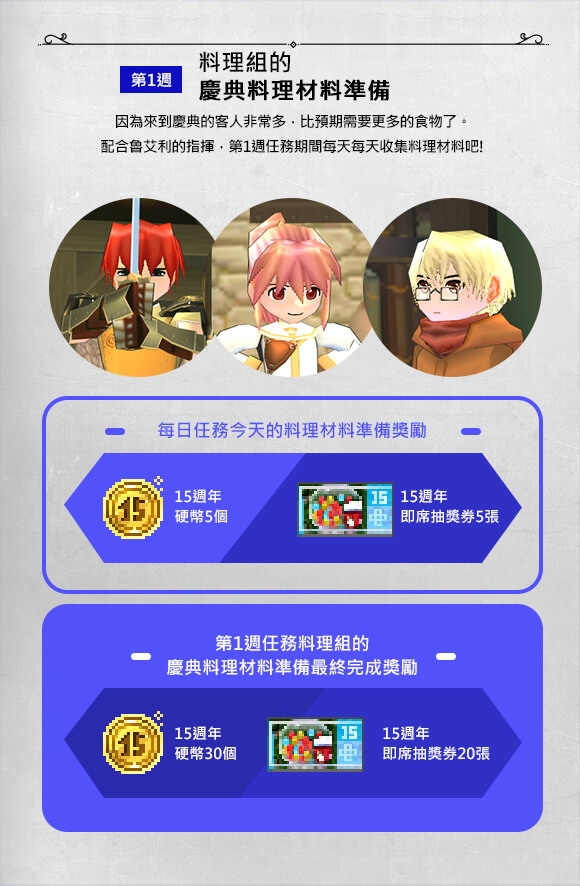 第1週
料理組的
慶典料理材料準備
因為來到慶典的客人非常多，比預期需要更多的食物了。
配合魯艾利的指揮，第1週任務期間每天每天收集料理材料吧!
每日任務今天的料理材料準備獎勵
15
15週年
硬幣5個
15
15週年
即席抽獎券5張
第1週任務料理組的
慶典料理材料準備最終完成獎勵
15
15週年
硬幣30個
15
15週年
即席抽獎券20張